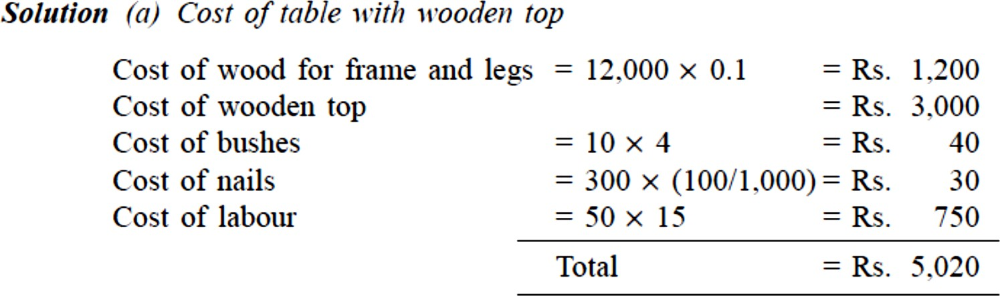 Solution (a) Cost of table with wooden top
Cost of wood for frame and legs = 12,000 × 0.1 = Rs. 1,200
Cost of wooden top = Rs. 3,000
Cost of bushes = 10 × 4 = Rs. 40
Cost of nails = 300 × (100/1,000) = Rs. 30
Cost of labour = 50 × 15 = Rs. 750
Total = Rs. 5,020